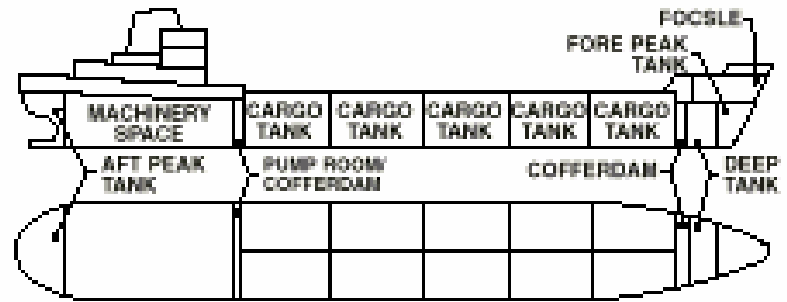 FOCSLE
FORE PEAK
TANK
MACHINERY
SPACE
CARGO
TANK
CARGO
TANK
CARGO
TANK
CARGO
TANK
CARGO
TANK
AFT PEAK
TANK
PUMP ROOM/
COFFERDAM
COFFERDAM
DEEP
TANK